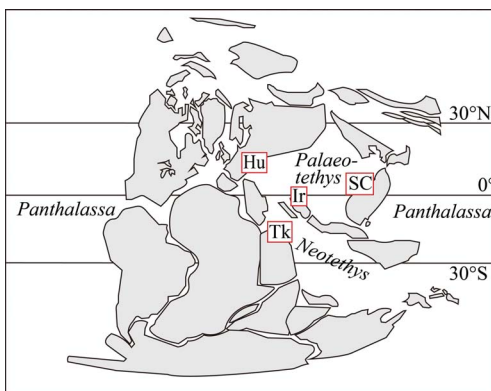 30°N
Hu
Palaeo-
tethys
SC
Ir
0°
Panthalassa
Panthalassa
Tk
Neotethys
30°S